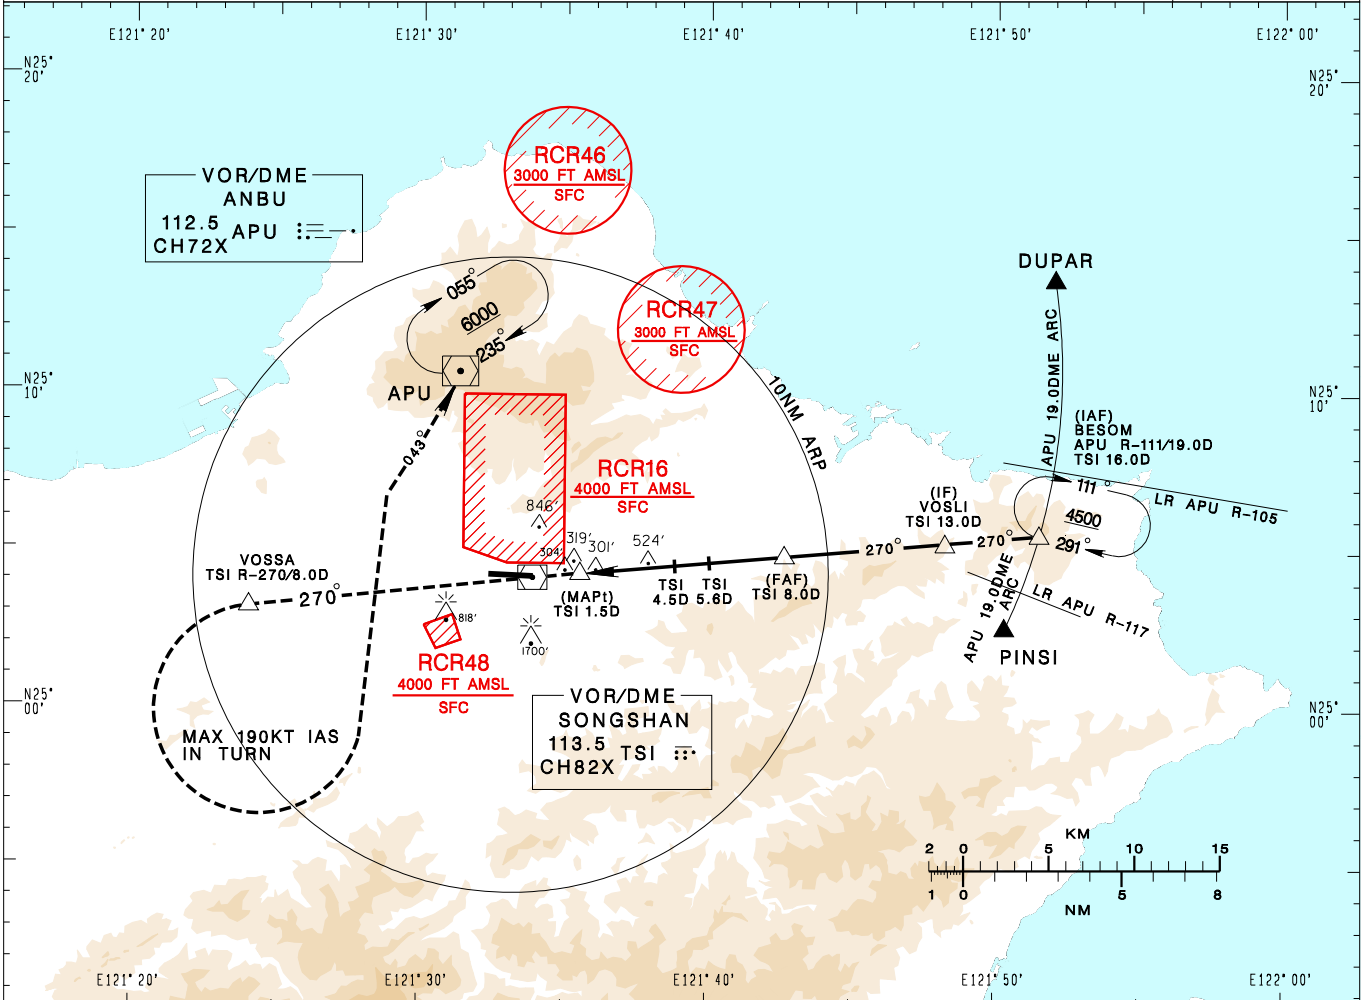 E121° 20'
E121° 30'
E121° 40'
E121° 50'
E122° 00'
N25°
20'
N25°
20'
RCR46
3000 FT AMSL
SFC
VOR/DME
ANBU
112.5
CH72X
APU
DUPAR
055°
6000
235°
RCR47
3000 FT AMSL
SFC
APU 19.0DME ARC
N25°
10'
APU
10NM ARP
N25°
10'
(IAF)
BESOM
APU R-111/19.0D
TSI 16.0D
043°
RCR16
4000 FT AMSL
SFC
111°
LR APU R-105
4500
291°
846'
319'
304'
301'
524'
(IF)
VOSLI
TSI 13.0D
270°
270°
VOSSA
TSI R-270/8.0D
270°
(MAPt)
TSI 1.5D
TSI
4.5D
TSI
5.6D
(FAF)
TSI 8.0D
APU 19.0DME
ARC
LR APU R-117
818'
1700'
PINSI
RCR48
4000 FT AMSL
SFC
N25°
00'
N25°
00'
MAX 190KT IAS
IN TURN
VOR/DME
SONGSHAN
113.5
CH82X
TSI
KM
2 0 5 10 15
1 0 5 8
NM
E121° 20'
E121° 30'
E121° 40'
E121° 50'
E122° 00'